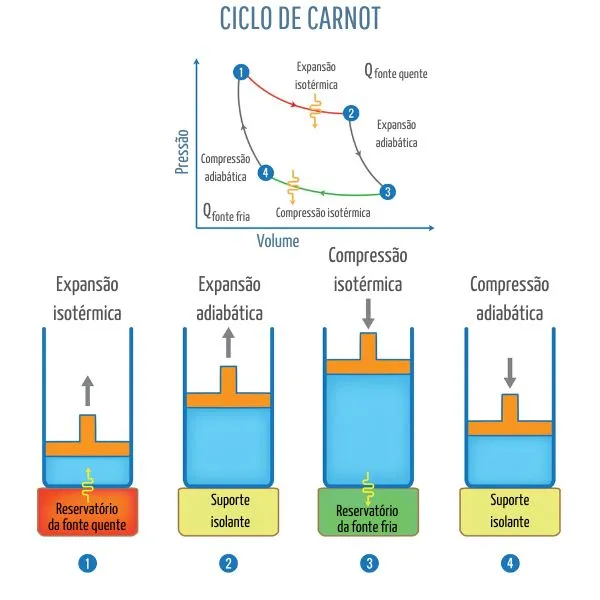 CICLO DE CARNOT
1
Expansão
isotérmica
Q fonte quente
2
Expansão
adiabática
Pressão
Compressão
adiabática
4
3
Q fonte fria
Compressão isotérmica
Volume
Expansão
isotérmica
Expansão
adiabática
Compressão
isotérmica
Compressão
adiabática
Reservatório
da fonte quente
Suporte
isolante
Reservatório
da fonte fria
Suporte
isolante
1
2
3
4